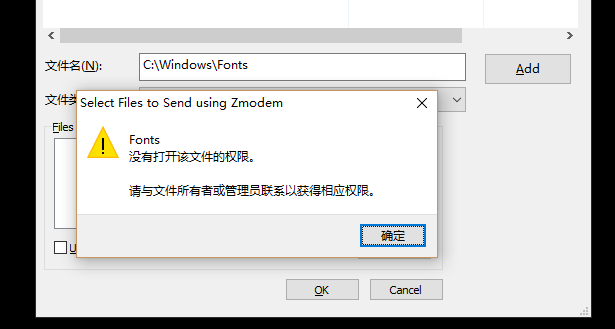 文件名(N):
C:\Windows\Fonts
Add
文件类
Select Files to Send using Zmodem
Files
Fonts
没有打开该文件的权限。
请与文件所有者或管理员联系以获得相应权限。
U
确定
OK
Cancel